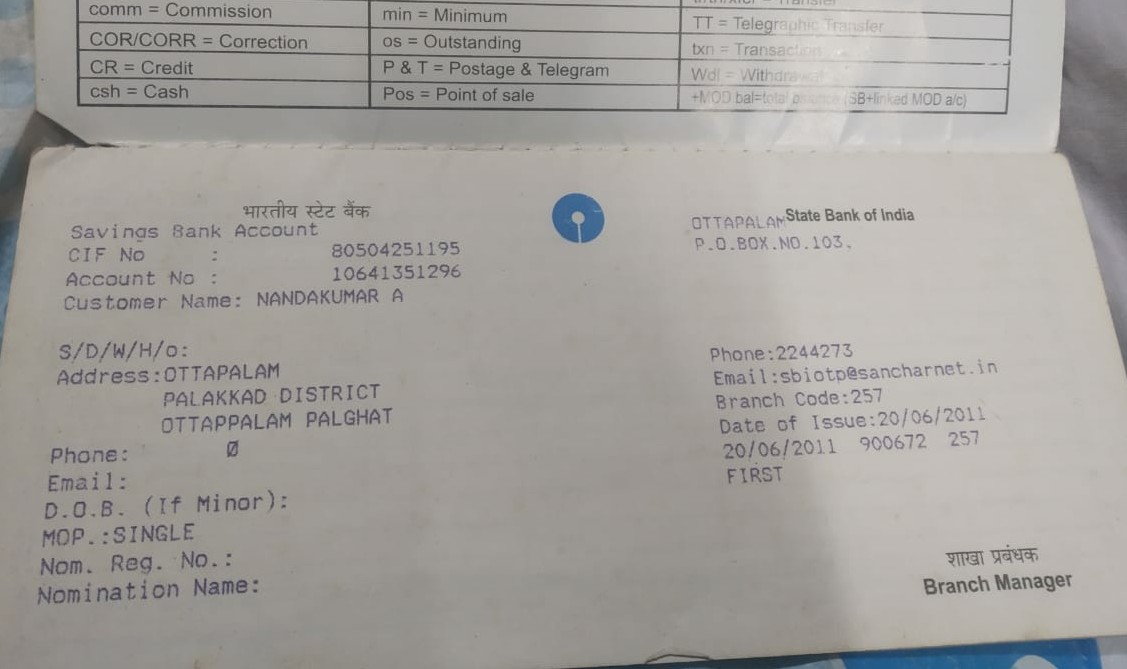 comm = Commission
min = Minimum
TT = Telegraphic Transfer
COR/CORR = Correction
os = Outstanding
txn = Transaction
CR = Credit
P & T = Postage & Telegram
Wdl = Withdrawal
csh = Cash
Pos = Point of sale
+MOD bal=total balance (SB+linked MOD a/c)
भारतीय स्टेट बैंक
Savings Bank Account
CIF No : 80504251195
Account No : 10641351296
Customer Name: NANDAKUMAR A
S/D/W/H/o:
Address:OTTAPALAM
PALAKKAD DISTRICT
OTTAPPALAM PALGHAT
Phone: 0
Email:
D.O.B. (If Minor):
MOP.:SINGLE
Nom. Reg. No.:
Nomination Name:
State Bank of India
OTTAPALAM
P.O.BOX.NO.103.
Phone:2244273
Email:sbiotp@sancharnet.in
Branch Code:257
Date of Issue:20/06/2011
20/06/2011 900672 257
FIRST
शाखा प्रबंधक
Branch Manager